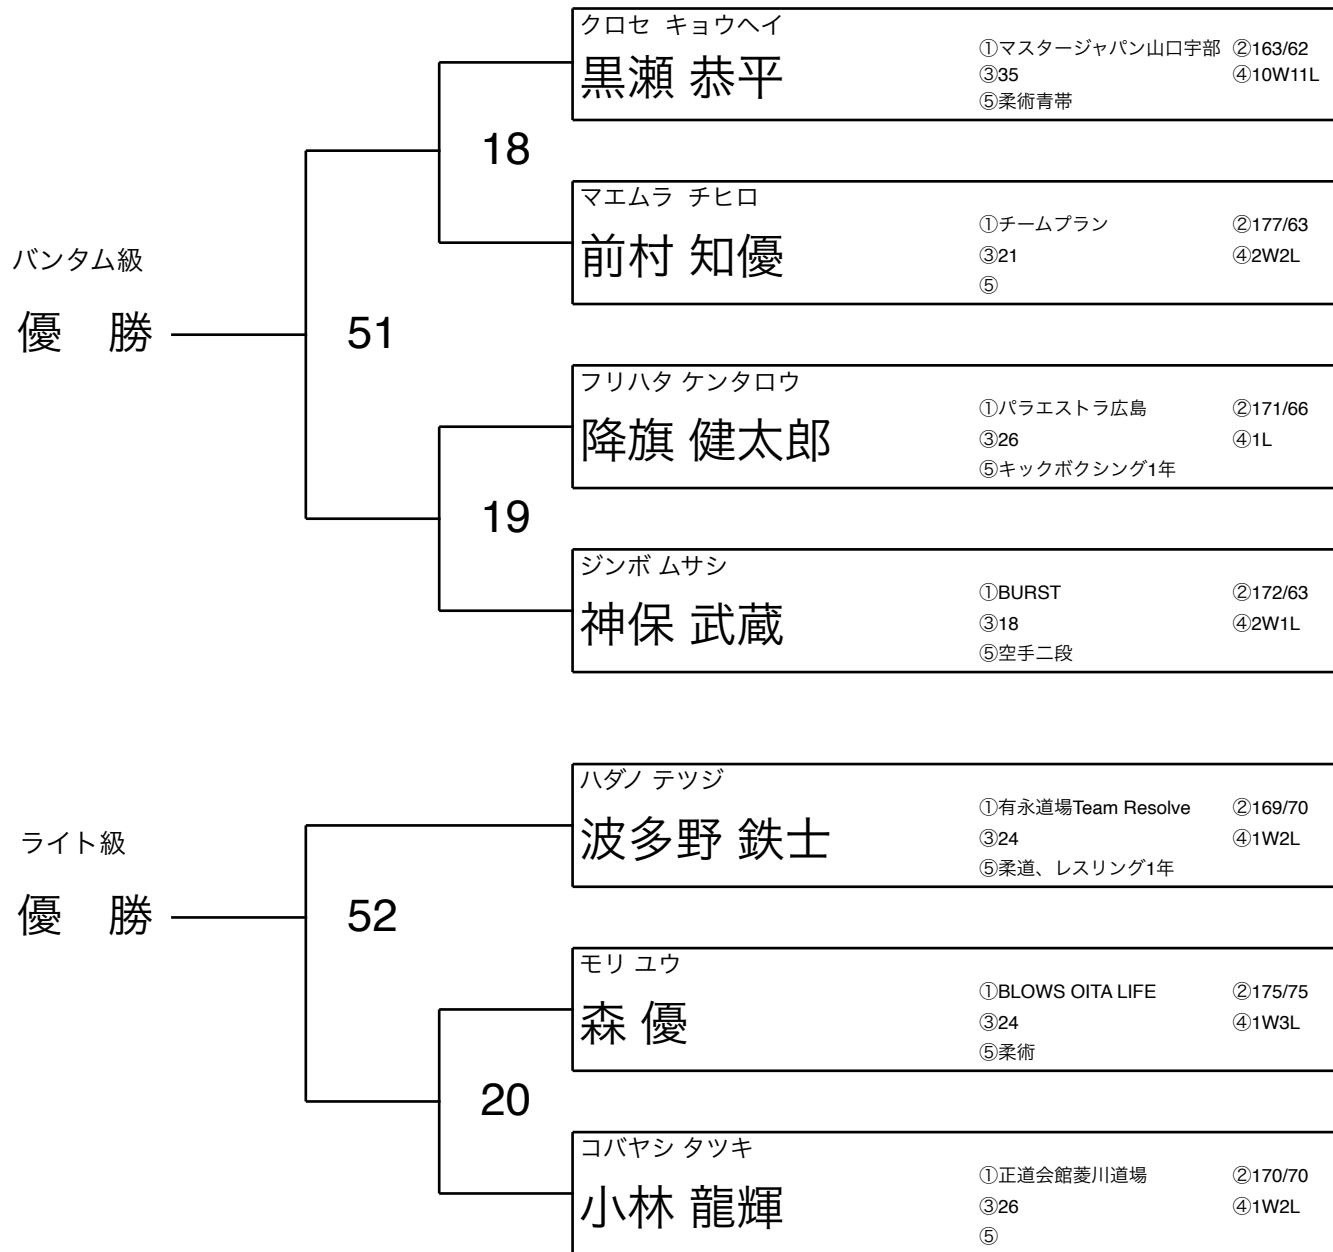 クロセ キョウヘイ
黒瀬 恭平
①マスタージャパン山口宇部 ②163/62
③35 ④10W11L
⑤柔術青帯
18
マエムラ チヒロ
前村 知優
①チームプラン ②177/63
③21 ④2W2L
⑤
バンタム級
優 勝
51
フリハタ ケンタロウ
降旗 健太郎
①パラエストラ広島 ②171/66
③26 ④1L
⑤キックボクシング1年
19
ジンボ ムサシ
神保 武蔵
①BURST ②172/63
③18 ④2W1L
⑤空手二段
ハダノ テツジ
波多野 鉄士
①有永道場Team Resolve ②169/70
③24 ④1W2L
⑤柔道、レスリング1年
ライト級
優 勝
52
モリ ユウ
森 優
①BLOWS OITA LIFE ②175/75
③24 ④1W3L
⑤柔術
20
コバヤシ タツキ
小林 龍輝
①正道会館菱川道場 ②170/70
③26 ④1W2L
⑤